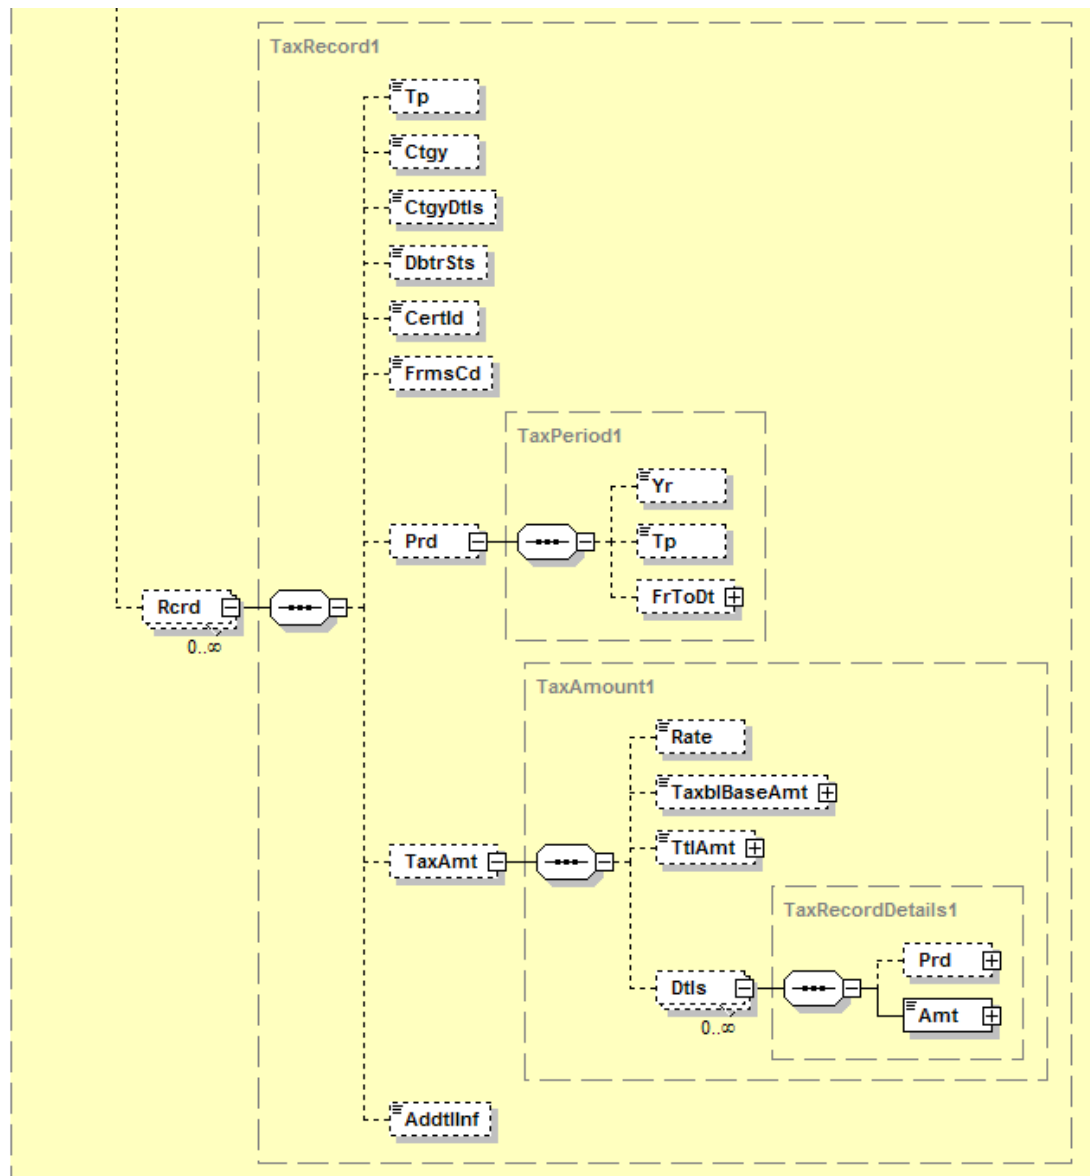 TaxRecord1
Tp
Ctgy
CtgyDtls
DbtrSts
CertId
FrmsCd
TaxPeriod1
Yr
Prd
Tp
FrToDt
Rcrd
0..∞
TaxAmount1
Rate
TaxblBaseAmt
TtlAmt
TaxAmt
TaxRecordDetails1
Prd
Dtls
Amt
0..∞
AddtlInf